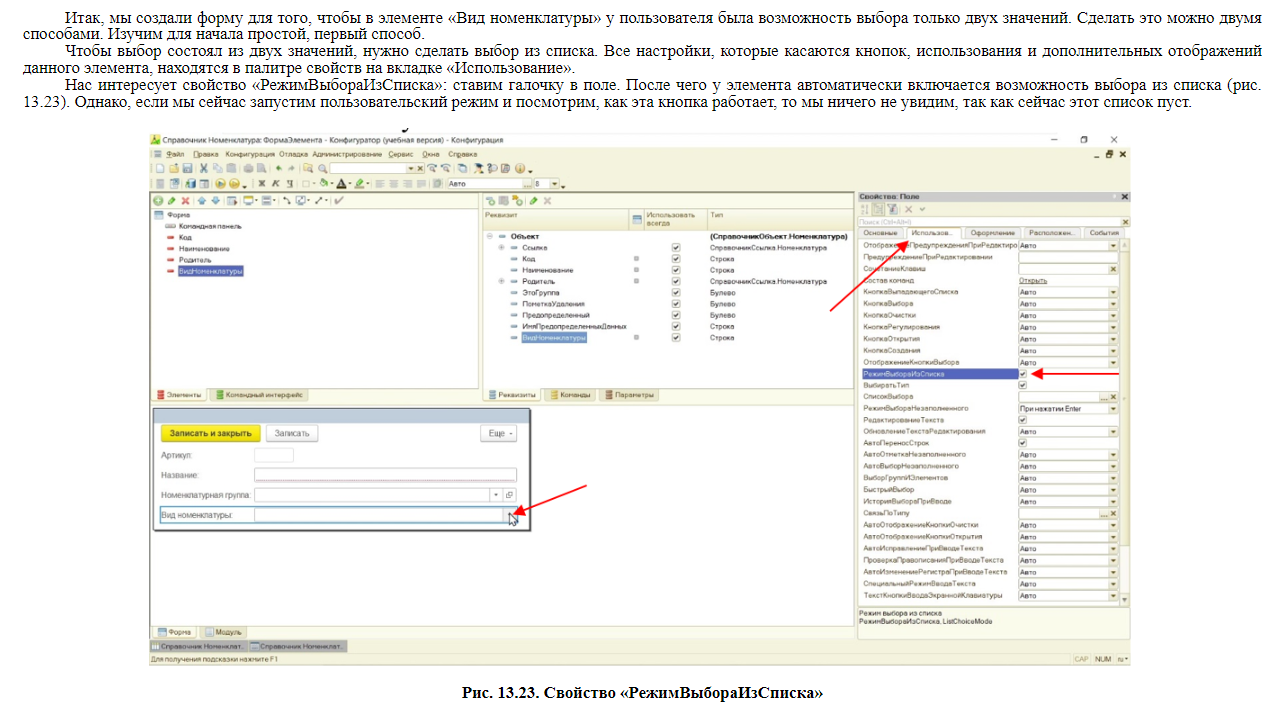 Итак, мы создали форму для того, чтобы в элементе «Вид номенклатуры» у пользователя была возможность выбора только двух значений. Сделать это можно двумя
способами. Изучим для начала простой, первый способ.
Чтобы выбор состоял из двух значений, нужно сделать выбор из списка. Все настройки, которые касаются кнопок, использования и дополнительных отображений
данного элемента, находятся в палитре свойств на вкладке «Использование».
Нас интересует свойство «РежимВыбораИзСписка»: ставим галочку в поле. После чего у элемента автоматически включается возможность выбора из списка (рис.
13.23). Однако, если мы сейчас запустим пользовательский режим и посмотрим, как эта кнопка работает, то мы ничего не увидим, так как сейчас этот список пуст.
Справочник Номенклатура: ФормаЭлемента - Конфигуратор (учебная версия) - Конфигурация
Файл Правка Конфигурация Отладка Администрирование Сервис Окна Справка
Авто 8
Форма
Командная панель
Код
Наименование
Родитель
ВидНоменклатуры
Элементы Командный интерфейс
Реквизит Использовать всегда Тип
Объект (СправочникОбъект.Номенклатура)
Ссылка СправочникСсылка.Номенклатура
Код Строка
Наименование Строка
Родитель СправочникСсылка.Номенклатура
ЭтоГруппа Булево
ПометкаУдаления Булево
Предопределенный Булево
ИмяПредопределенныхДанных Строка
ВидНоменклатуры Строка
Реквизиты Команды Параметры
Записать и закрыть Записать Еще
Артикул:
Название:
Номенклатурная группа:
Вид номенклатуры:
Форма Модуль
Справочник Номенклат... Справочник Номенклат...
Для получения подсказки нажмите F1
CAP NUM ru
Свойства: Поле
Поиск (Ctrl+Alt+I)
Основные Использов... Оформление Расположен... События
ОтображениеПредупрежденияПриРедактиро Авто
ПредупреждениеПриРедактировании
СочетаниеКлавиш
Состав команд Открыть
КнопкаВыпадающегоСписка Авто
КнопкаВыбора Авто
КнопкаОчистки Авто
КнопкаРегулирования Авто
КнопкаОткрытия Авто
КнопкаСоздания Авто
ОтображениеКнопкиВыбора Авто
РежимВыбораИзСписка
ВыбиратьТип
СписокВыбора ...
РежимВыбораНезаполненного При нажатии Enter
РедактированиеТекста
ОбновлениеТекстаРедактирования Авто
АвтоПереносСтрок
АвтоОтметкаНезаполненного Авто
АвтоВыборНезаполненного Авто
ВыборГруппИЭлементов Авто
БыстрыйВыбор Авто
ИсторияВыбораПриВводе Авто
СвязьПоТипу ...
АвтоОтображениеКнопкиОчистки Авто
АвтоОтображениеКнопкиОткрытия Авто
АвтоИсправлениеПриВводеТекста Авто
ПроверкаПравописанияПриВводеТекста Авто
АвтоИзменениеРегистраПриВводеТекста Авто
СпециальныйРежимВводаТекста Авто
ТекстКнопкиВводаЭкраннойКлавиатуры Авто
Режим выбора из списка
РежимВыбораИзСписка, ListChoiceMode
Рис. 13.23. Свойство «РежимВыбораИзСписка»